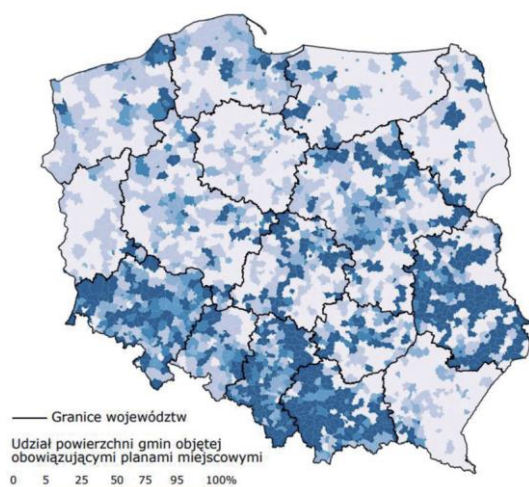 Granice województw
Udział powierzchni gmin objętej
obowiązującymi planami miejscowymi
0 5 25 50 75 95 100%